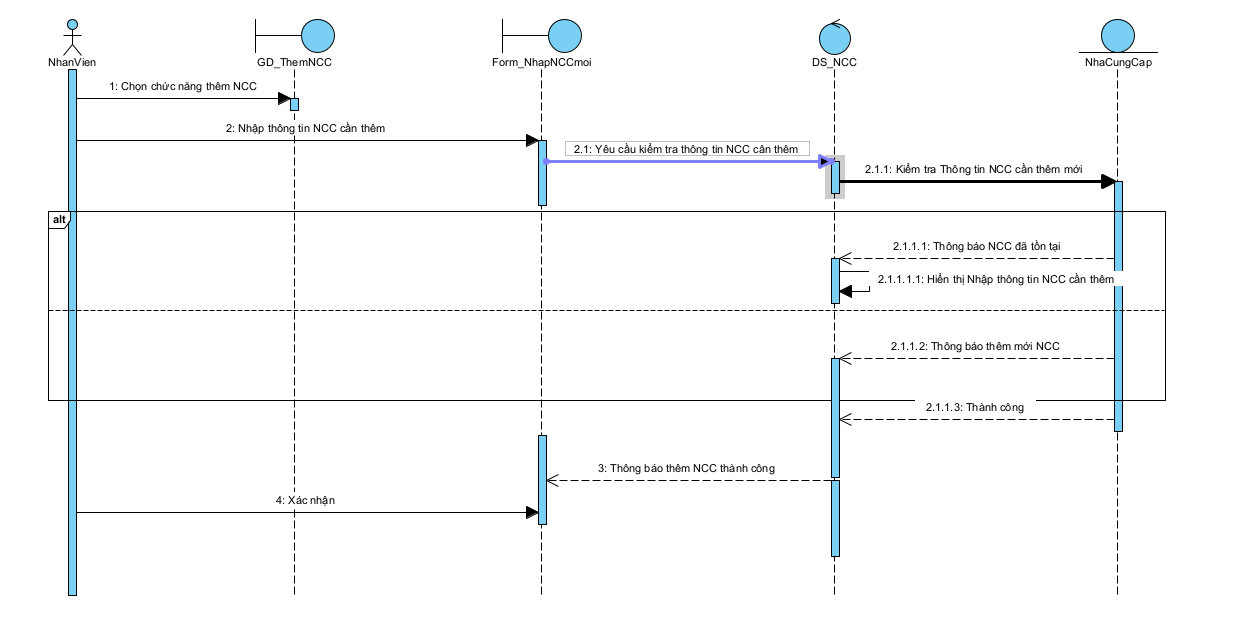 NhanVien
GD_ThemNCC
Form_NhapNCCmoi
DS_NCC
NhaCungCap
1: Chọn chức năng thêm NCC
2: Nhập thông tin NCC cần thêm
2.1: Yêu cầu kiểm tra thông tin NCC cần thêm
2.1.1: Kiểm tra Thông tin NCC cần thêm mới
alt
2.1.1.1: Thông báo NCC đã tồn tại
2.1.1.1.1: Hiển thị Nhập thông tin NCC cần thêm
2.1.1.2: Thông báo thêm mới NCC
2.1.1.3: Thành công
3: Thông báo thêm NCC thành công
4: Xác nhận